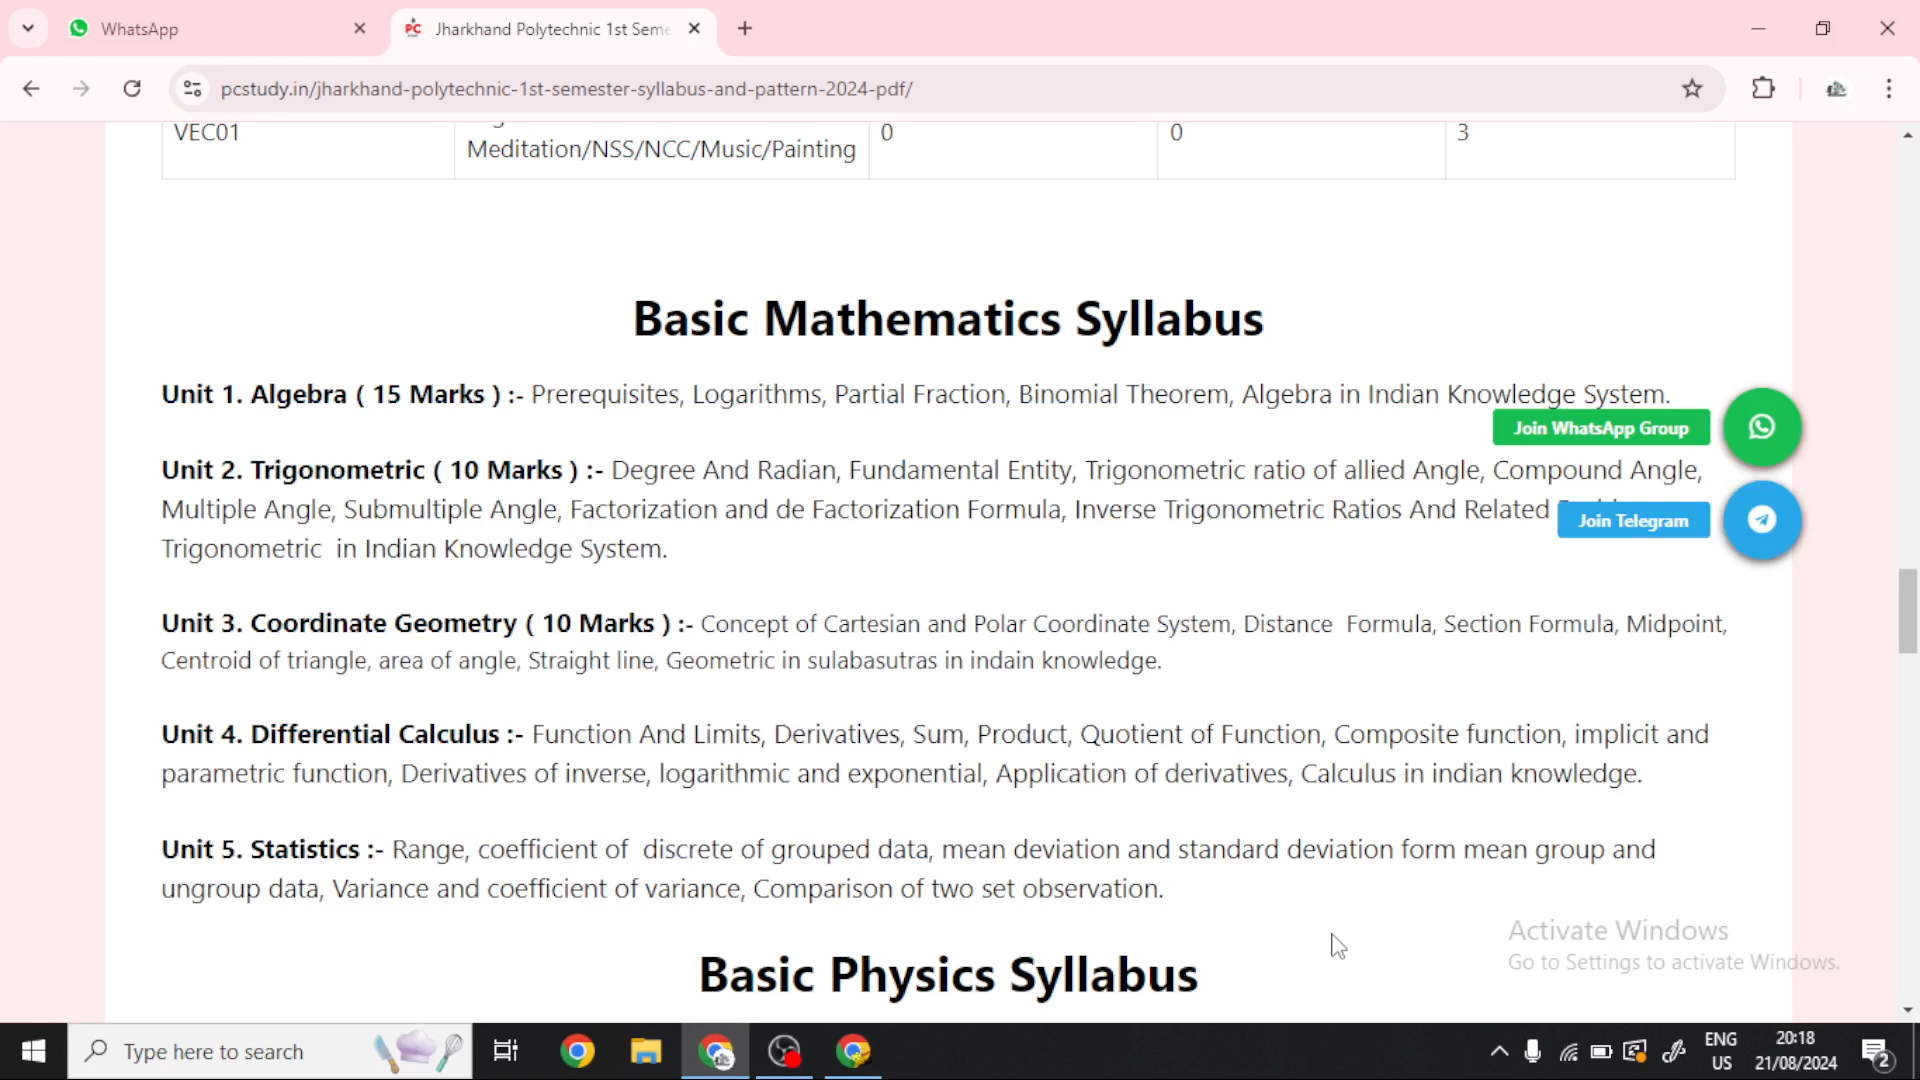 WhatsApp
Jharkhand Polytechnic 1st Seme
pcstudy.in/jharkhand-polytechnic-1st-semester-syllabus-and-pattern-2024-pdf/
VEC01
Meditation/NSS/NCC/Music/Painting
0
0
3
Basic Mathematics Syllabus
Unit 1. Algebra ( 15 Marks ) :- Prerequisites, Logarithms, Partial Fraction, Binomial Theorem, Algebra in Indian Knowledge System.
Join WhatsApp Group
Unit 2. Trigonometric ( 10 Marks ) :- Degree And Radian, Fundamental Entity, Trigonometric ratio of allied Angle, Compound Angle,
Multiple Angle, Submultiple Angle, Factorization and de Factorization Formula, Inverse Trigonometric Ratios And Related
Join Telegram
Trigonometric in Indian Knowledge System.
Unit 3. Coordinate Geometry ( 10 Marks ) :- Concept of Cartesian and Polar Coordinate System, Distance Formula, Section Formula, Midpoint,
Centroid of triangle, area of angle, Straight line, Geometric in sulabasutras in indain knowledge.
Unit 4. Differential Calculus :- Function And Limits, Derivatives, Sum, Product, Quotient of Function, Composite function, implicit and
parametric function, Derivatives of inverse, logarithmic and exponential, Application of derivatives, Calculus in indian knowledge.
Unit 5. Statistics :- Range, coefficient of discrete of grouped data, mean deviation and standard deviation form mean group and
ungroup data, Variance and coefficient of variance, Comparison of two set observation.
Activate Windows
Go to Settings to activate Windows.
Basic Physics Syllabus
Type here to search
ENG
US
20:18
21/08/2024
2